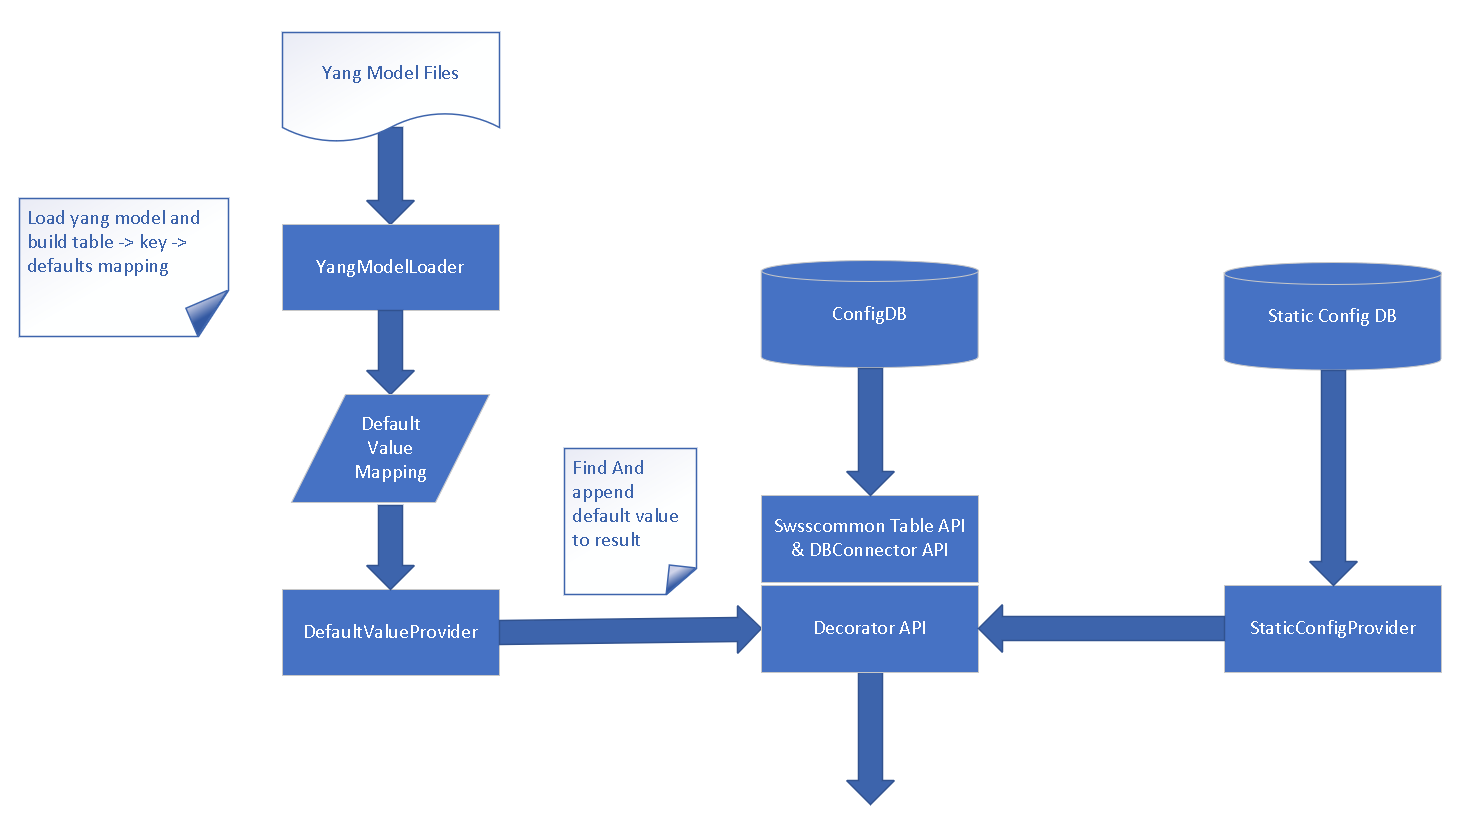 Yang Model Files
Load yang model and
build table -> key ->
defaults mapping
YangModelLoader
ConfigDB
Static Config DB
Default
Value
Mapping
Find And
append
default value
to result
Swsscommon Table API
& DBConnector API
DefaultValueProvider
Decorator API
StaticConfigProvider